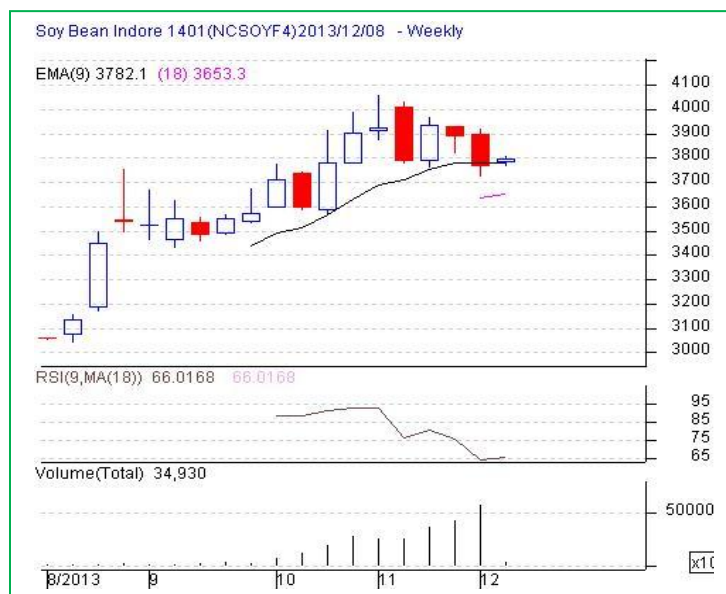 Soy Bean Indore 1401(NCSOYF4)2013/12/08 - Weekly
EMA(9) 3782.1 (18) 3653.3
4100
4000
3900
3800
3700
3600
3500
3400
3300
3200
3100
3000
RSI(9,MA(18)) 66.0168 66.0168
95
85
75
65
Volume(Total) 34,930
50000
x10
8/2013 9 10 11 12